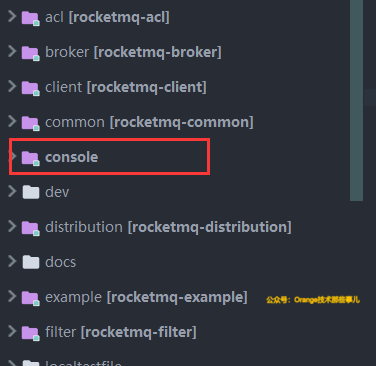 acl [rocketmq-acl]
broker [rocketmq-broker]
client [rocketmq-client]
common [rocketmq-common]
console
dev
distribution [rocketmq-distribution]
docs
example [rocketmq-example]
公众号：Orange技术那些事儿
filter [rocketmq-filter]
localtestfile